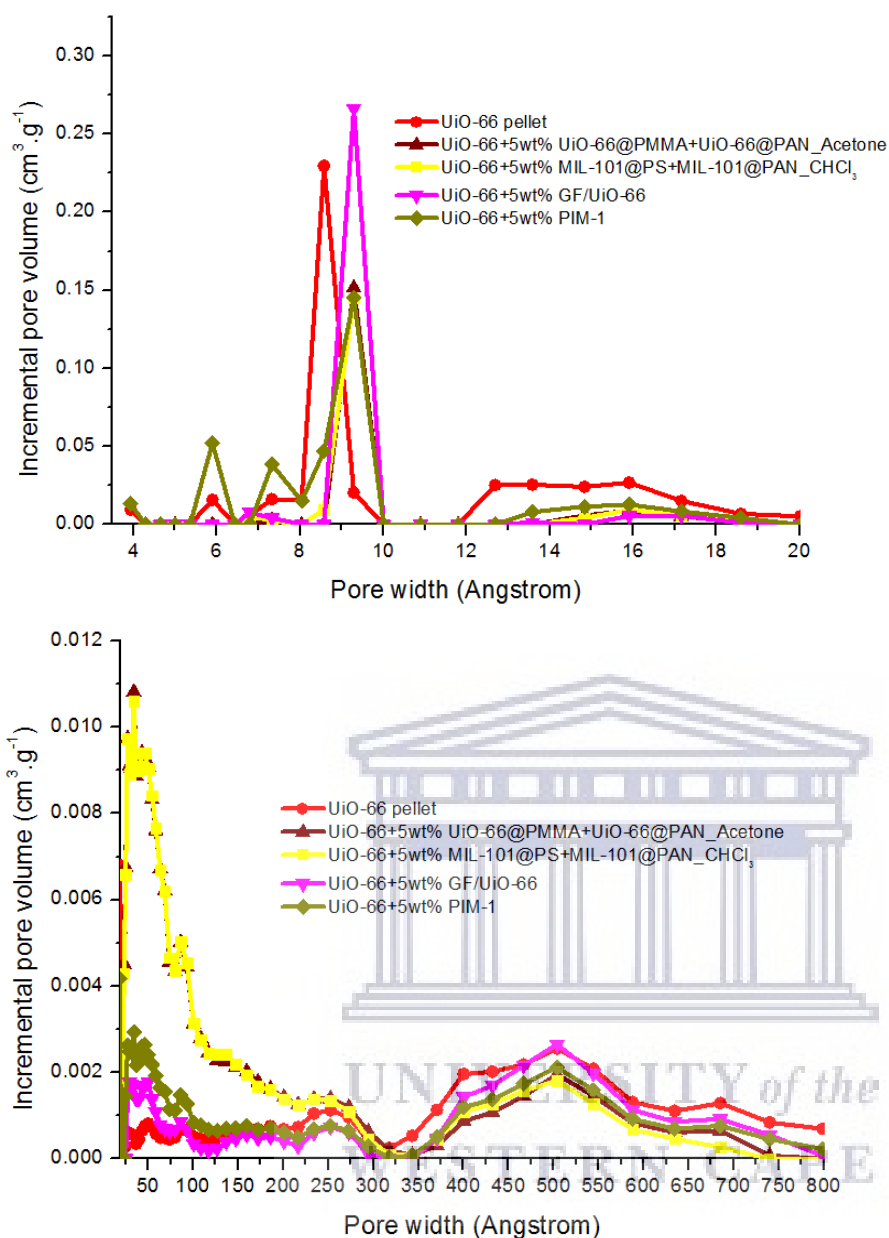 0.30
0.25
0.20
0.15
0.10
0.05
0.00
Incremental pore volume (cm³.g⁻¹)
UiO-66 pellet
UiO-66+5wt% UiO-66@PMMA+UiO-66@PAN_Acetone
UiO-66+5wt% MIL-101@PS+MIL-101@PAN_CHCl₃
UiO-66+5wt% GF/UiO-66
UiO-66+5wt% PIM-1
4 6 8 10 12 14 16 18 20
Pore width (Angstrom)
0.012
0.010
0.008
0.006
0.004
0.002
0.000
Incremental pore volume (cm³.g⁻¹)
UiO-66 pellet
UiO-66+5wt% UiO-66@PMMA+UiO-66@PAN_Acetone
UiO-66+5wt% MIL-101@PS+MIL-101@PAN_CHCl₃
UiO-66+5wt% GF/UiO-66
UiO-66+5wt% PIM-1
UNIVERSITY of the
WESTERN CAPE
50 100 150 200 250 300 350 400 450 500 550 600 650 700 750 800
Pore width (Angstrom)